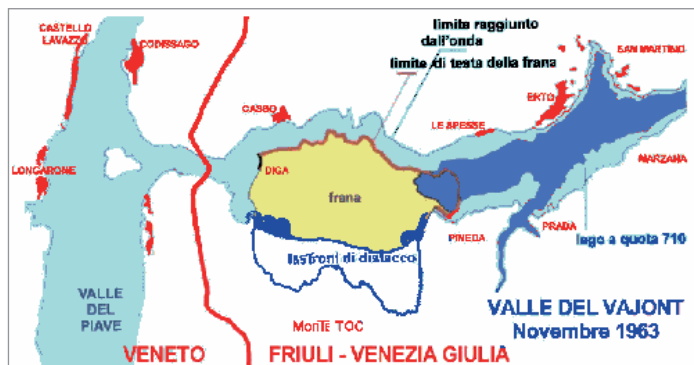 CASTELLO
LAVAZZO
CODISSAGO
limite raggiunto
dall'onda
limite di testa della frana
SAN MARTINO
CASSO
ERTO
LE SPESSE
LONGARONE
DIGA
MARZANA
frana
PRADA
PINEDA
lago a quota 710
lastroni di distacco
VALLE
DEL
PIAVE
VALLE DEL VAJONT
Novembre 1963
MonTE TOC
VENETO
FRIULI - VENEZIA GIULIA